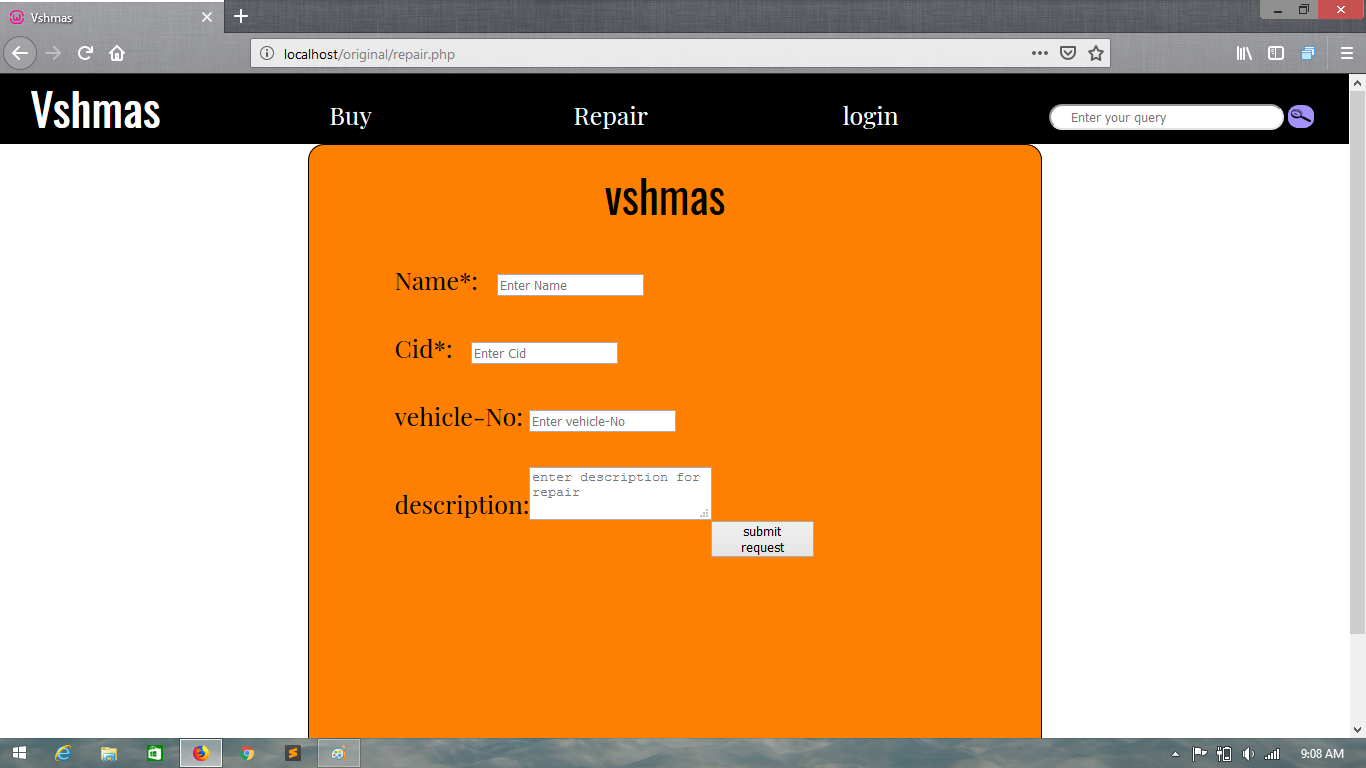 Vshmas
localhost/original/repair.php
Vshmas
Buy
Repair
login
Enter your query
vshmas
Name*:
Enter Name
Cid*:
Enter Cid
vehicle-No:
Enter vehicle-No
description:
enter description for
repair
submit
request
9:08 AM